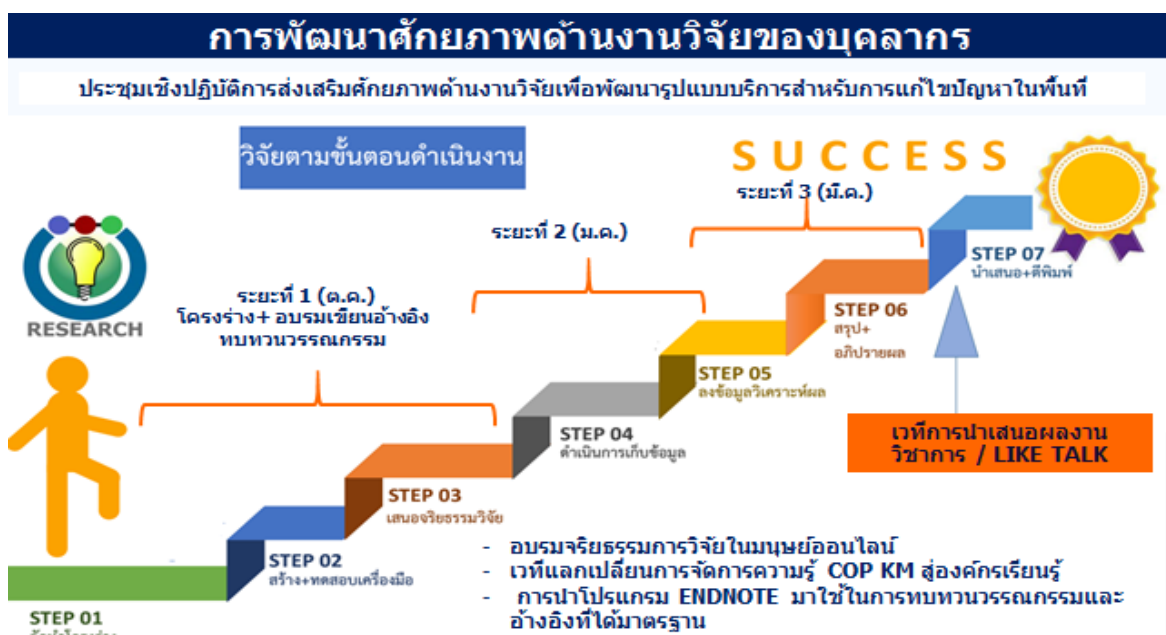 การพัฒนาศักยภาพด้านงานวิจัยของบุคลากร
ประชุมเชิงปฏิบัติการส่งเสริมศักยภาพด้านงานวิจัยเพื่อพัฒนารูปแบบบริการสำหรับการแก้ไขปัญหาในพื้นที่
วิจัยตามขั้นตอนดำเนินงาน
SUCCESS
ระยะที่ 3 (มี.ค.)
ระยะที่ 2 (ม.ค.)
ระยะที่ 1 (ต.ค.)
โครงร่าง+ อบรมเขียนอ้างอิง
ทบทวนวรรณกรรม
RESEARCH
STEP 07
นำเสนอ+ตีพิมพ์
STEP 06
สรุป+
อภิปรายผล
STEP 05
ลงข้อมูลวิเคราะห์ผล
STEP 04
ดำเนินการเก็บข้อมูล
STEP 03
เสนอจริยธรรมวิจัย
STEP 02
สร้าง+ทดสอบเครื่องมือ
STEP 01
เวทีการนำเสนอผลงาน
วิชาการ / LIKE TALK
- อบรมจริยธรรมการวิจัยในมนุษย์ออนไลน์
- เวทีแลกเปลี่ยนการจัดการความรู้ COP KM สู่องค์กรเรียนรู้
- การนำโปรแกรม ENDNOTE มาใช้ในการทบทวนวรรณกรรมและ
อ้างอิงที่ได้มาตรฐาน